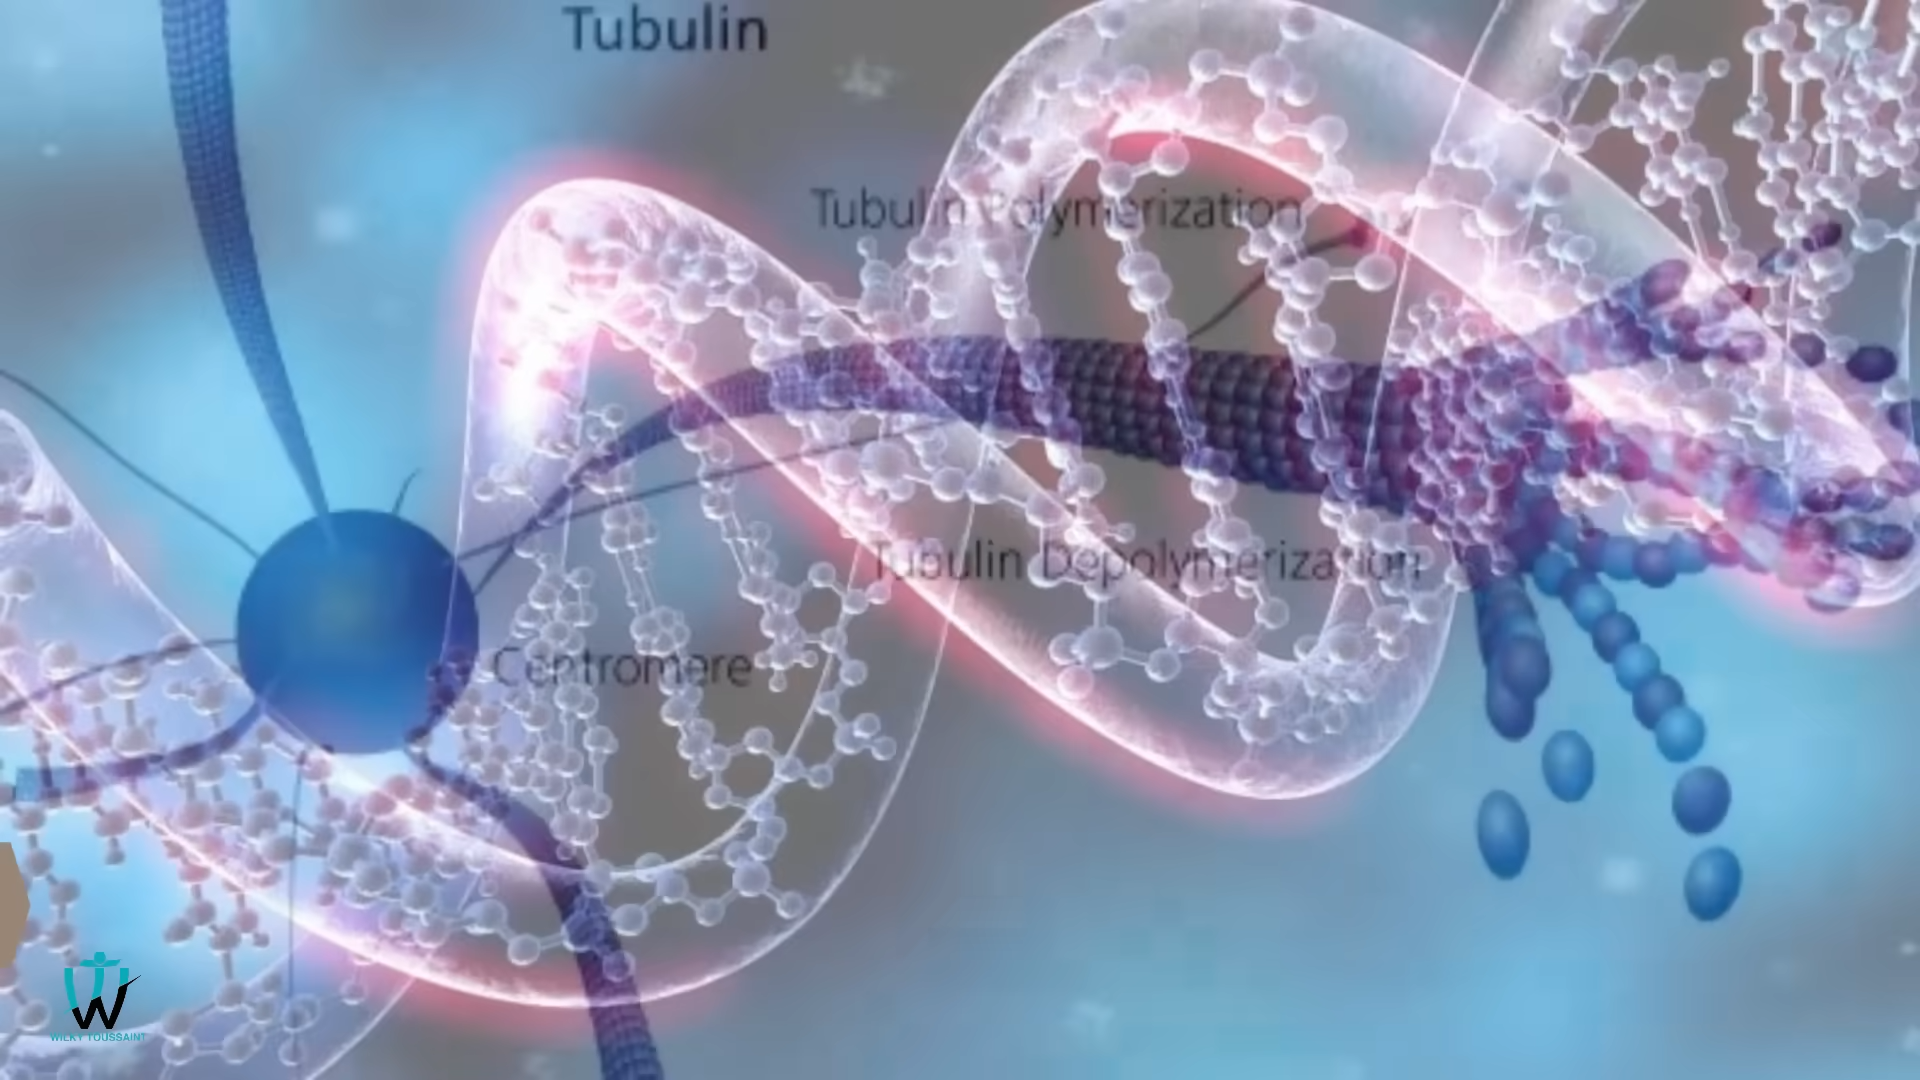 Tubulin
Tubulin Polymerization
Tubulin Depolymerization
Centromere
WILKY TOUSSAINT